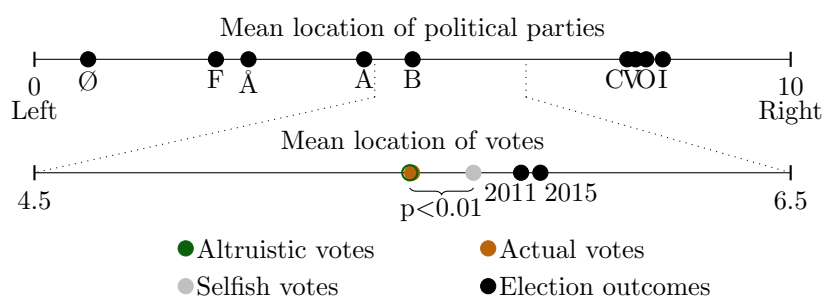 Mean location of political parties
Ø F Å A B CVOI
0 10
Left Right
Mean location of votes
4.5 p<0.01 2011 2015 6.5
Altruistic votes Actual votes
Selfish votes Election outcomes